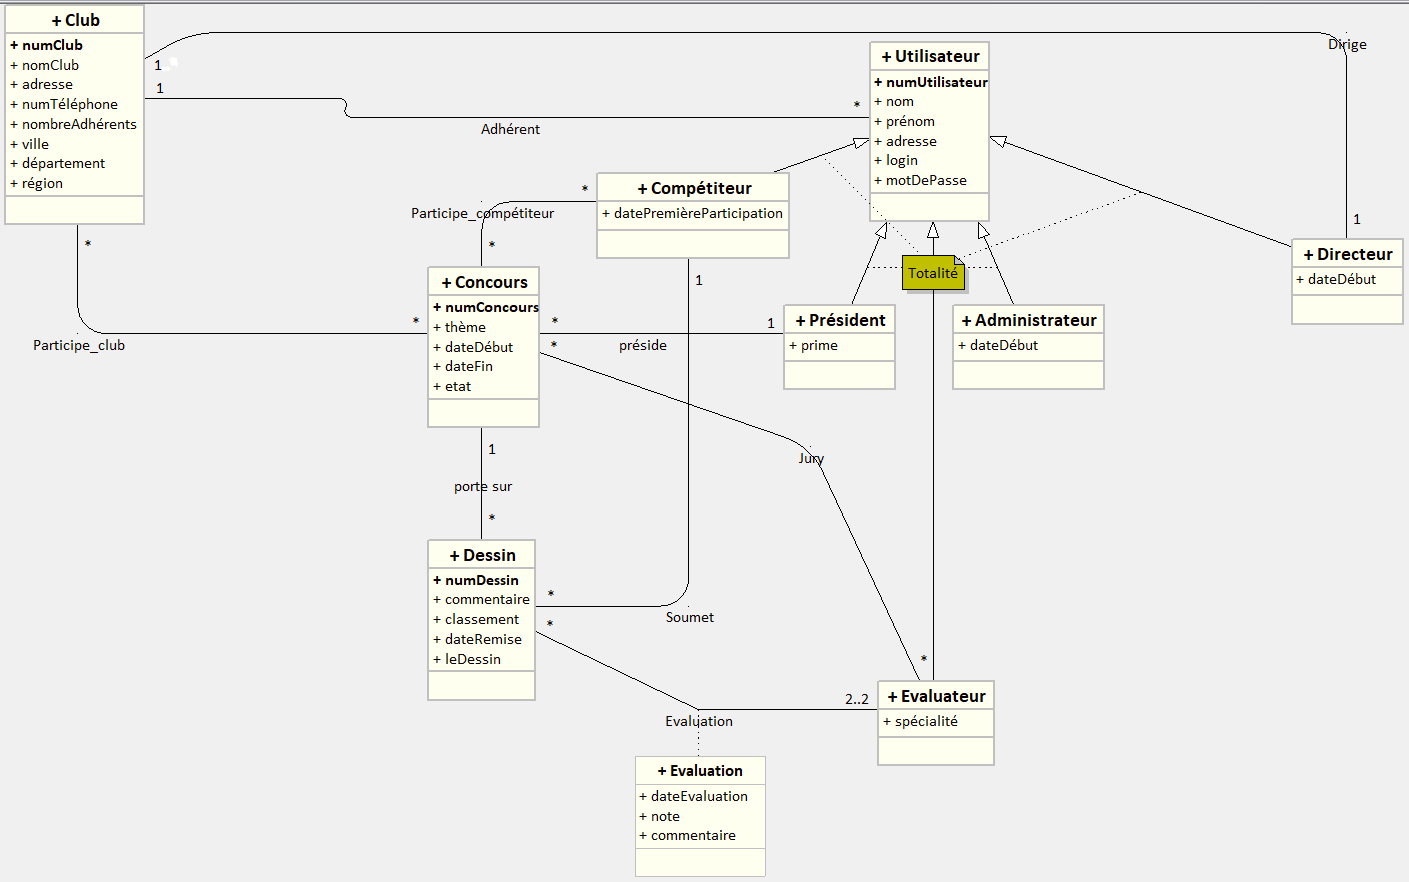 + Club
+ numClub
+ nomClub
+ adresse
+ numTéléphone
+ nombreAdhérents
+ ville
+ département
+ région
1
1
*
Dirige
+ Utilisateur
+ numUtilisateur
+ nom
+ prénom
+ adresse
+ login
+ motDePasse
*
Adhérent
+ Compétiteur
+ datePremièreParticipation
*
Participe_compétiteur
*
1
1
+ Directeur
+ dateDébut
Totalité
+ Concours
+ numConcours
+ thème
+ dateDébut
+ dateFin
+ etat
*
Participe_club
*
*
préside
1
+ Président
+ prime
+ Administrateur
+ dateDébut
1
porte sur
*
Jury
*
+ Dessin
+ numDessin
+ commentaire
+ classement
+ dateRemise
+ leDessin
*
*
Soumet
2..2
+ Evaluateur
+ spécialité
Evaluation
+ Evaluation
+ dateEvaluation
+ note
+ commentaire